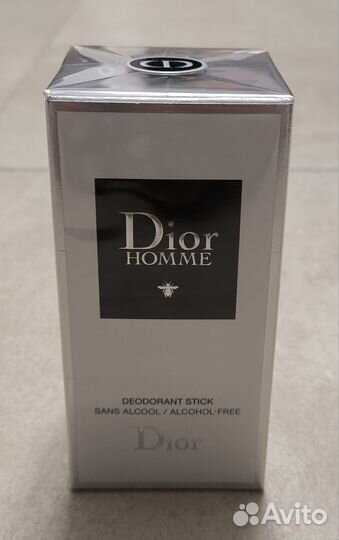 Dior
HOMME
DEODORANT STICK
SANS ALCOOL / ALCOHOL-FREE
Dior
Avito